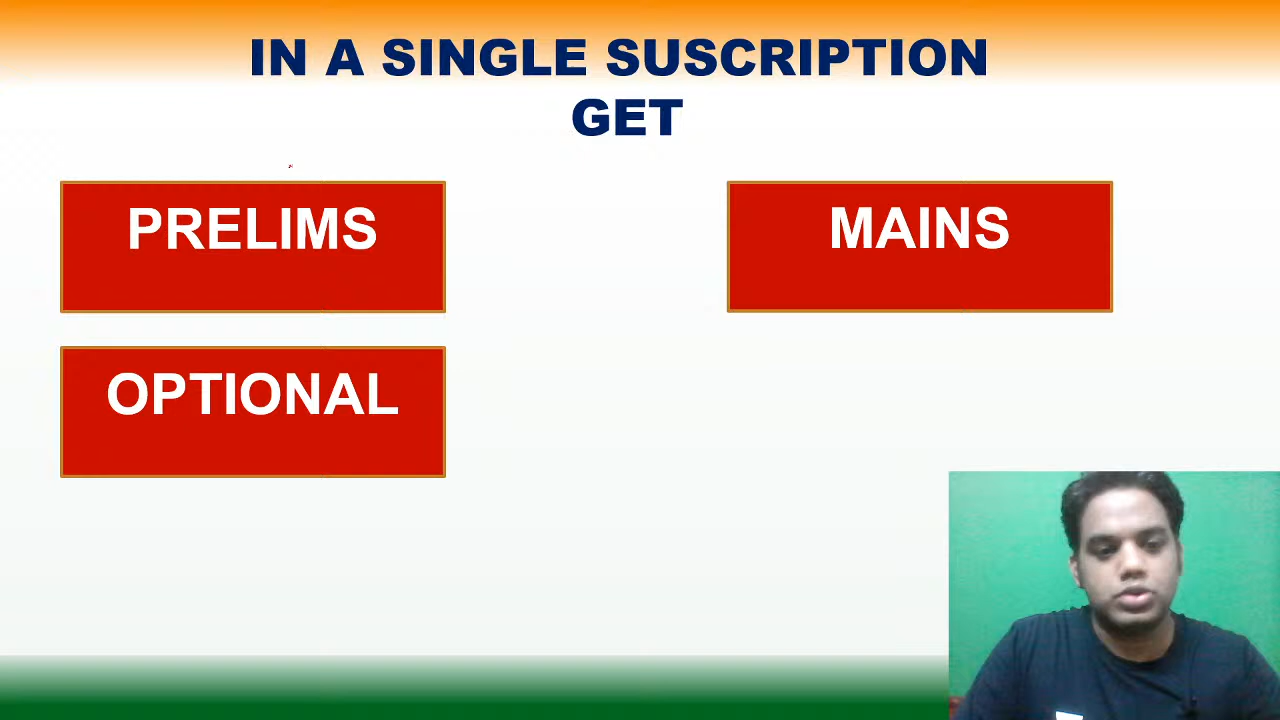 IN A SINGLE SUSCRIPTION
GET
PRELIMS
MAINS
OPTIONAL